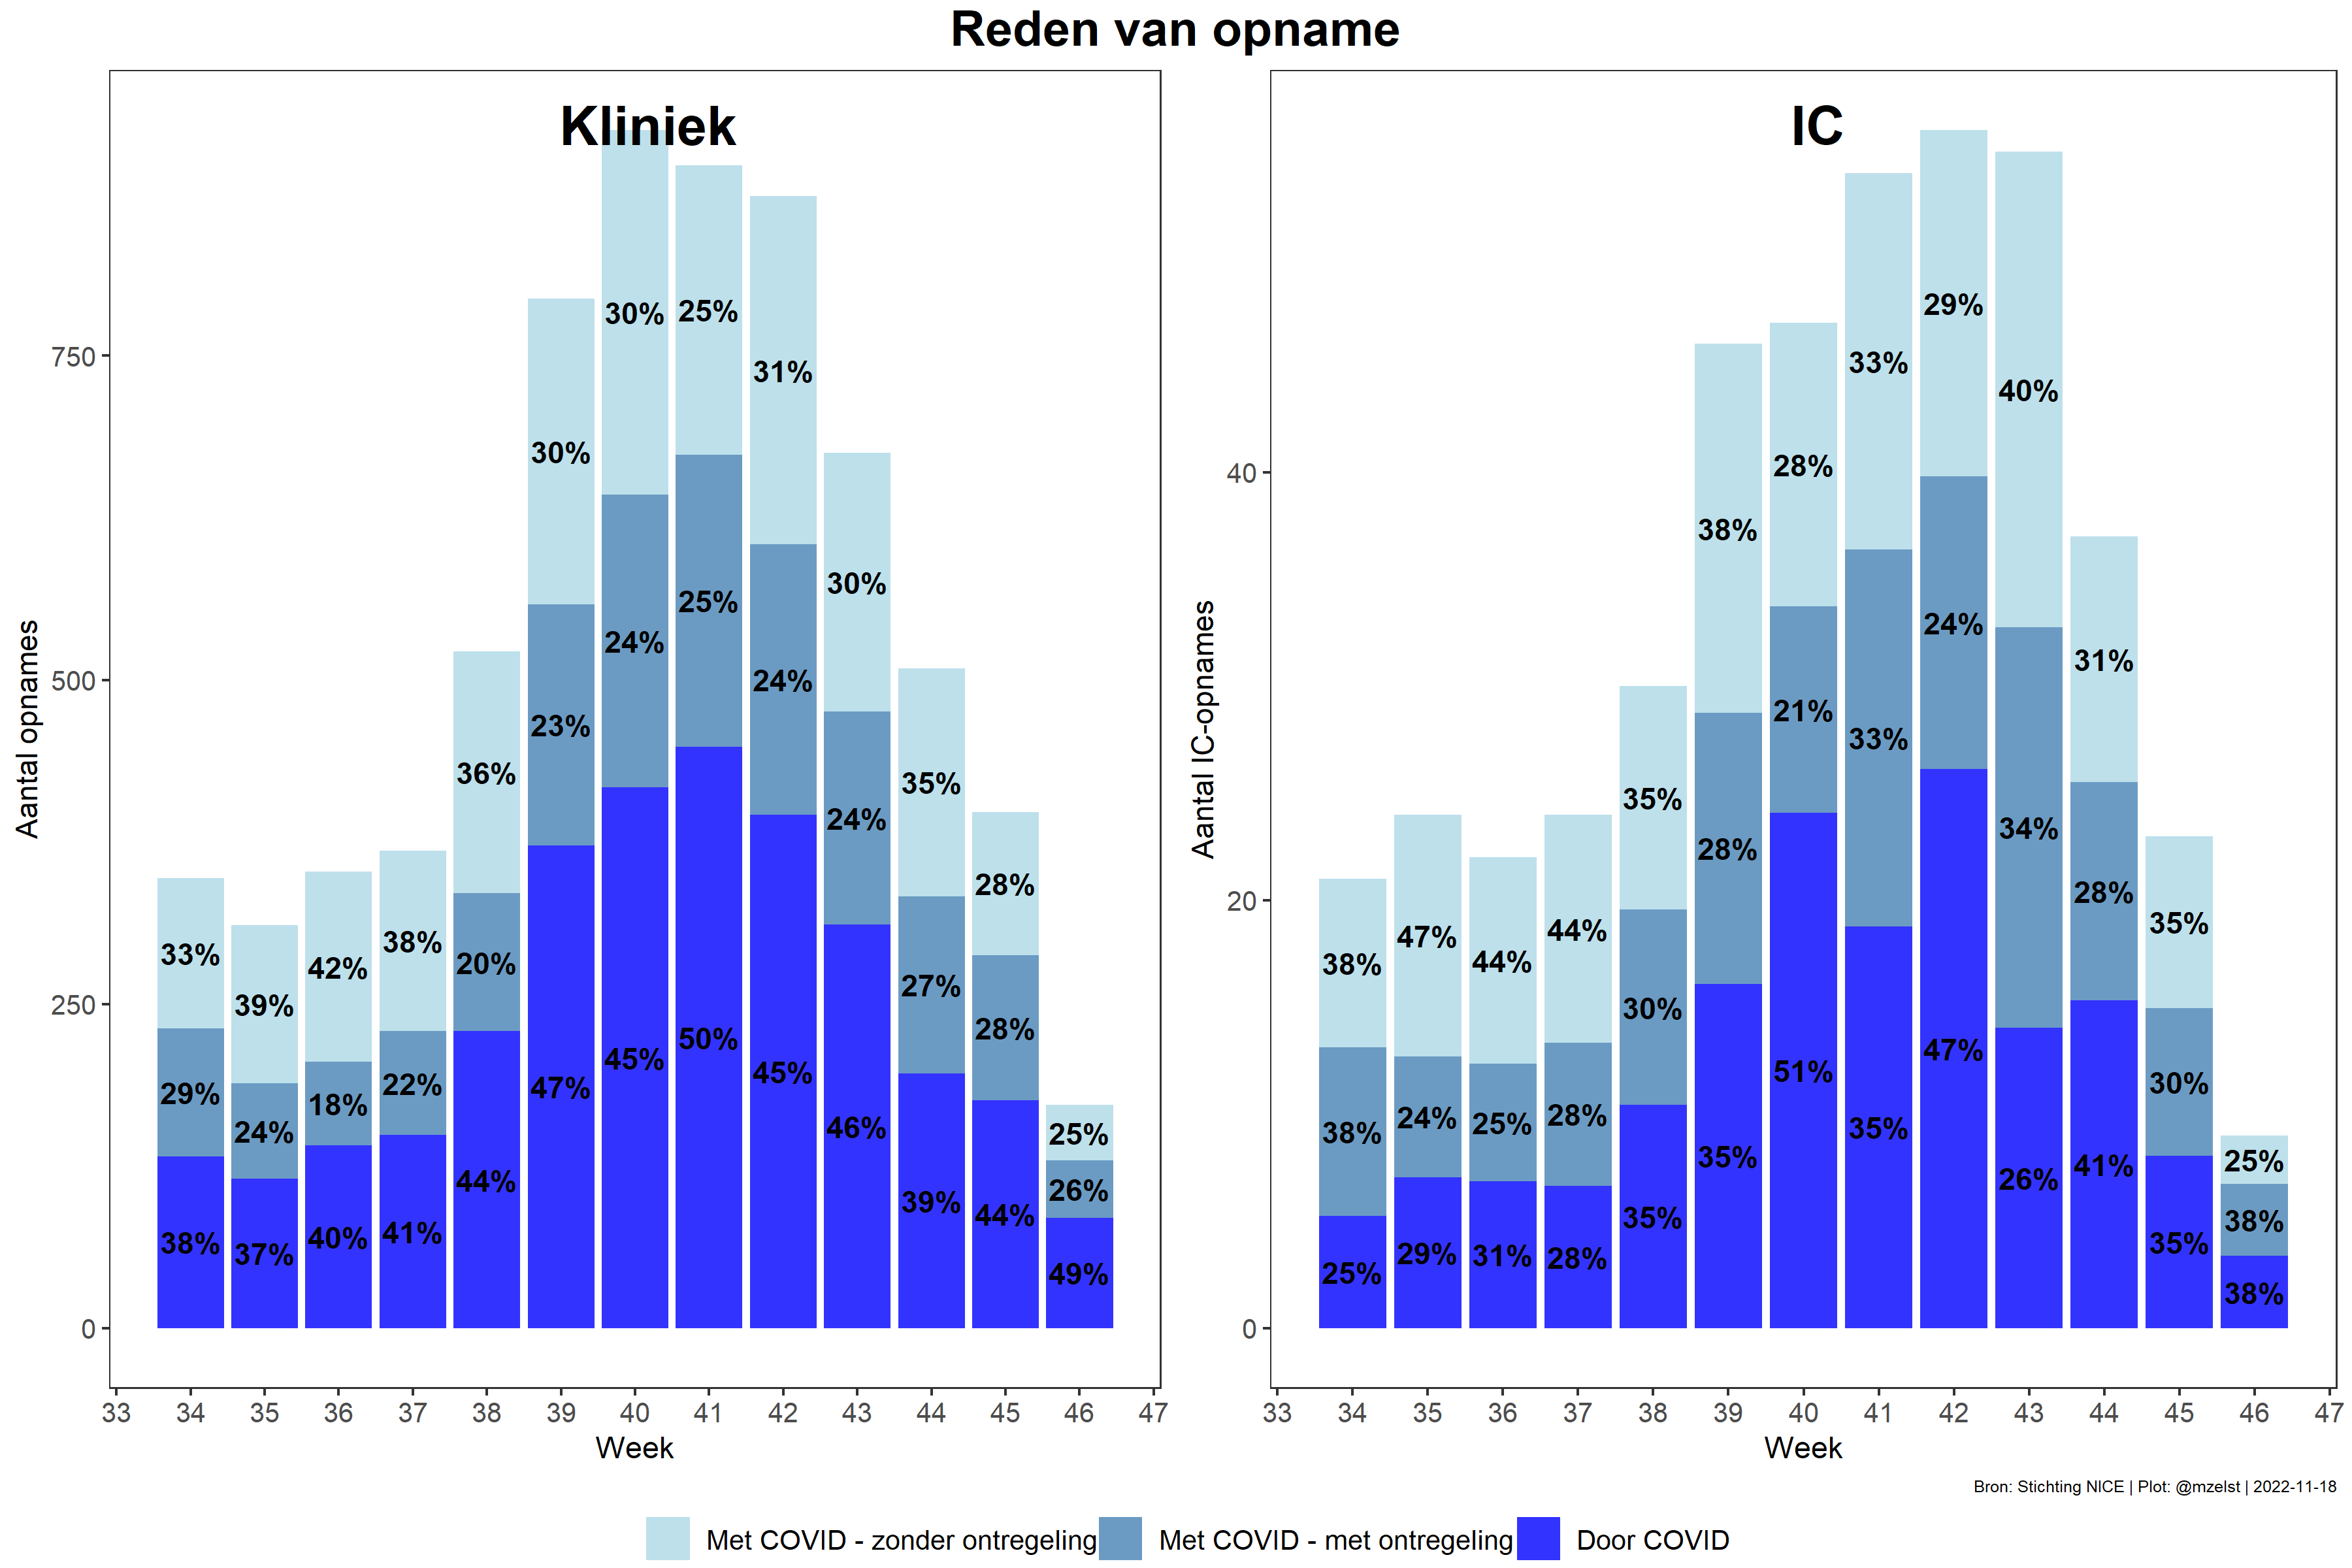 Reden van opname
Kliniek
Aantal opnames
750
500
250
0
33% 39% 42% 38% 36% 30% 30% 25% 31% 30% 35% 28% 25%
29% 24% 18% 22% 20% 23% 24% 25% 24% 24% 27% 28% 26%
38% 37% 40% 41% 44% 47% 45% 50% 45% 46% 39% 44% 49%
33 34 35 36 37 38 39 40 41 42 43 44 45 46 47
Week
IC
Aantal IC-opnames
40
20
0
38% 47% 44% 44% 35% 38% 28% 33% 29% 40% 31% 35% 25%
38% 24% 25% 28% 30% 28% 21% 33% 24% 34% 28% 30% 38%
25% 29% 31% 28% 35% 35% 51% 35% 47% 26% 41% 35% 38%
33 34 35 36 37 38 39 40 41 42 43 44 45 46 47
Week
Bron: Stichting NICE | Plot: @mzelst | 2022-11-18
Met COVID - zonder ontregeling Met COVID - met ontregeling Door COVID